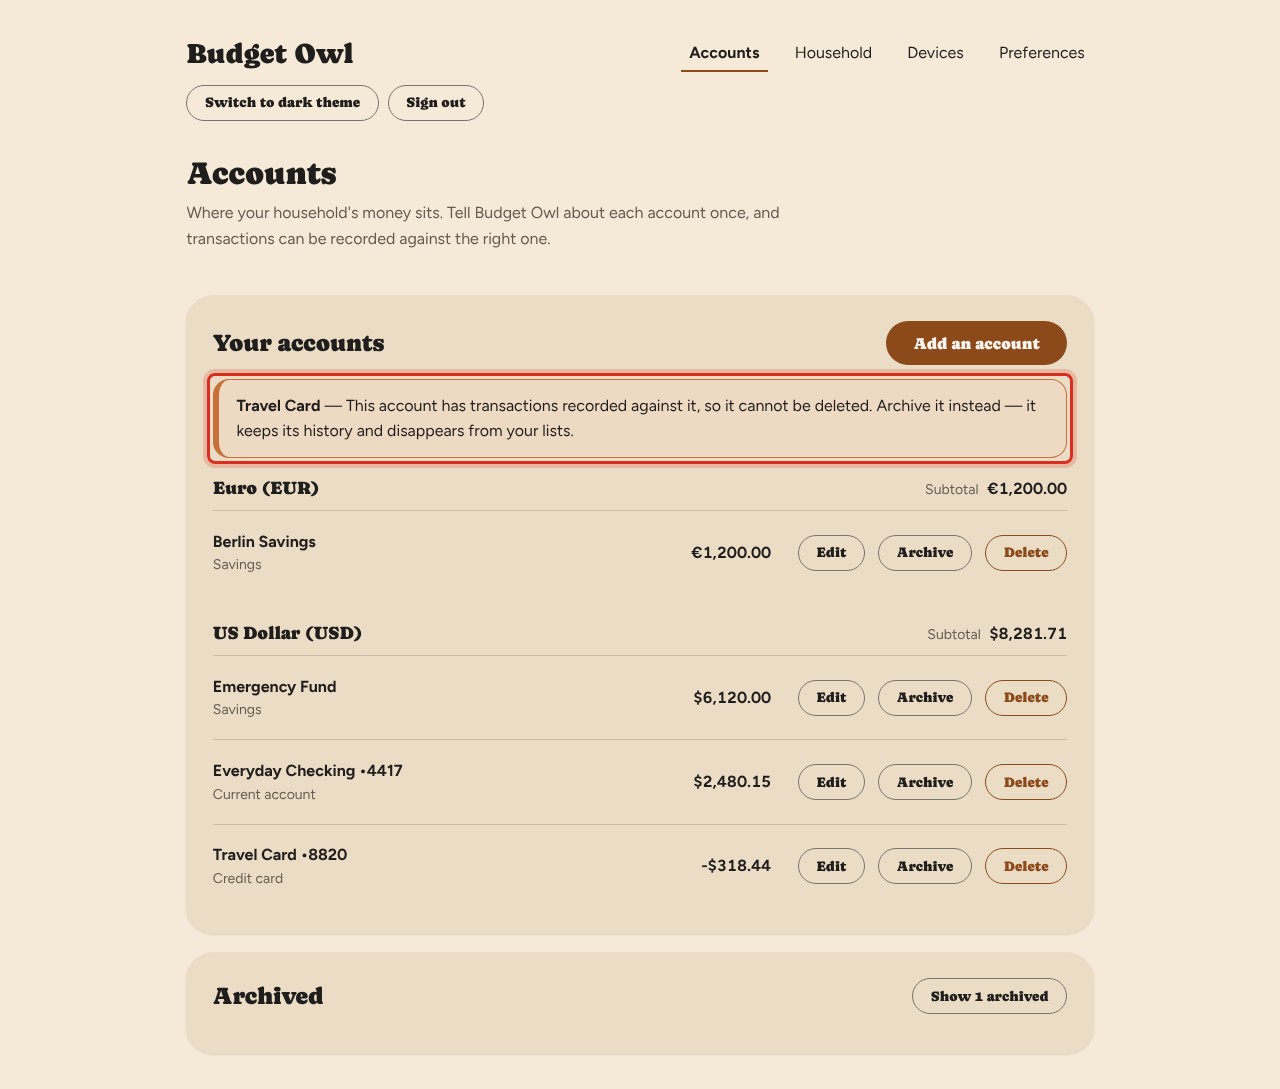 Budget Owl
Accounts
Household
Devices
Preferences
Switch to dark theme
Sign out
Accounts
Where your household's money sits. Tell Budget Owl about each account once, and
transactions can be recorded against the right one.
Your accounts
Add an account
Travel Card — This account has transactions recorded against it, so it cannot be deleted. Archive it instead — it
keeps its history and disappears from your lists.
Euro (EUR)
Subtotal €1,200.00
Berlin Savings
Savings
€1,200.00
Edit
Archive
Delete
US Dollar (USD)
Subtotal $8,281.71
Emergency Fund
Savings
$6,120.00
Edit
Archive
Delete
Everyday Checking •4417
Current account
$2,480.15
Edit
Archive
Delete
Travel Card •8820
Credit card
-$318.44
Edit
Archive
Delete
Archived
Show 1 archived